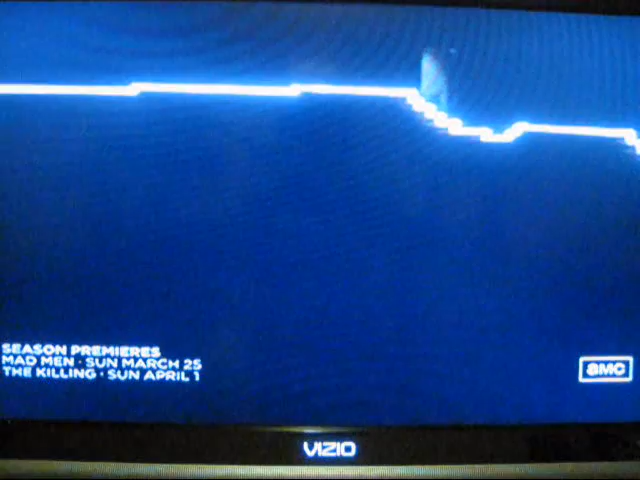 SEASON PREMIERES
MAD MEN · SUN MARCH 25
THE KILLING · SUN APRIL 1
amc
VIZIO